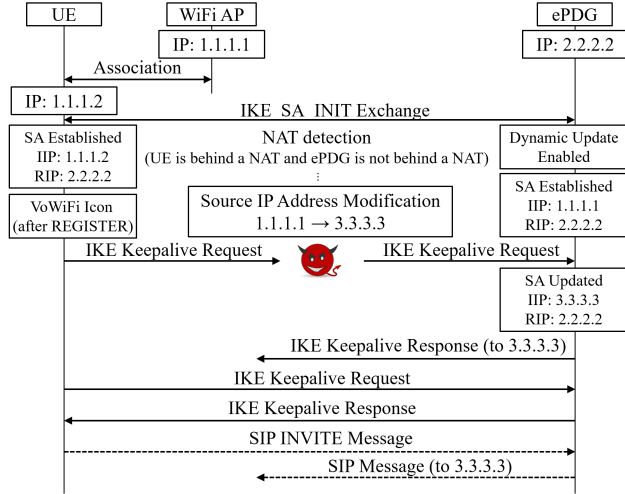 UE
WiFi AP
ePDG
IP: 1.1.1.1
IP: 2.2.2.2
Association
IP: 1.1.1.2
IKE_SA_INIT Exchange
SA Established
IIP: 1.1.1.2
RIP: 2.2.2.2
NAT detection
(UE is behind a NAT and ePDG is not behind a NAT)
⋮
Dynamic Update
Enabled
SA Established
IIP: 1.1.1.1
RIP: 2.2.2.2
VoWiFi Icon
(after REGISTER)
Source IP Address Modification
1.1.1.1 → 3.3.3.3
IKE Keepalive Request
IKE Keepalive Request
SA Updated
IIP: 3.3.3.3
RIP: 2.2.2.2
IKE Keepalive Response (to 3.3.3.3)
IKE Keepalive Request
IKE Keepalive Response
SIP INVITE Message
SIP Message (to 3.3.3.3)